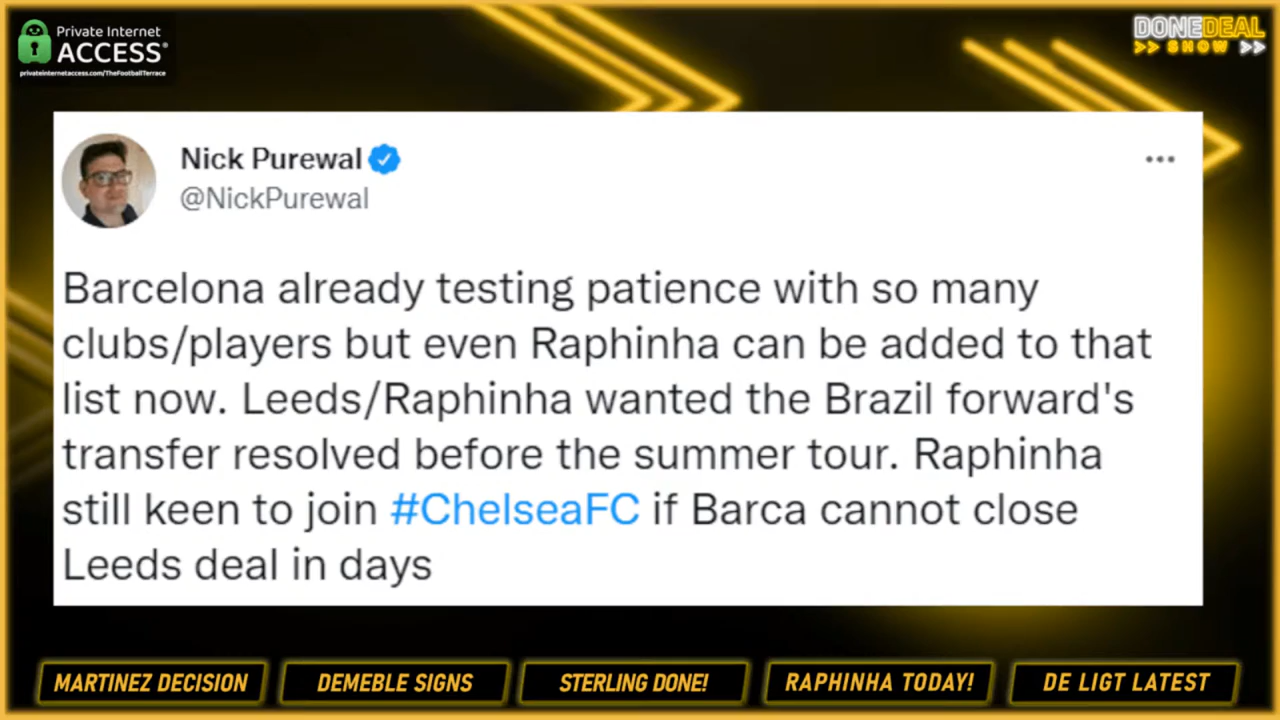 Private Internet
ACCESS®
privateinternetaccess.com/TheFootballTerrace
DONEDEAL
>> SHOW >>
Nick Purewal
@NickPurewal
Barcelona already testing patience with so many
clubs/players but even Raphinha can be added to that
list now. Leeds/Raphinha wanted the Brazil forward's
transfer resolved before the summer tour. Raphinha
still keen to join #ChelseaFC if Barca cannot close
Leeds deal in days
MARTINEZ DECISION
DEMEBLE SIGNS
STERLING DONE!
RAPHINHA TODAY!
DE LIGT LATEST